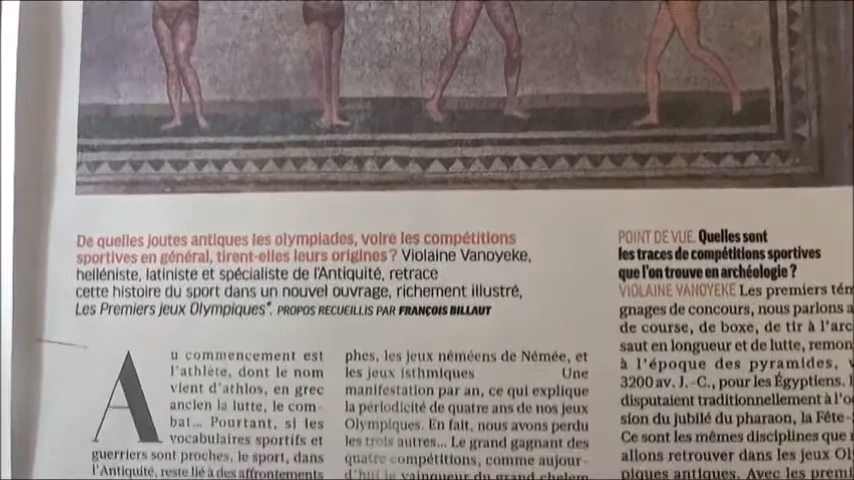 De quelles joutes antiques les olympiades, voire les compétitions
sportives en général, tirent-elles leurs origines ? Violaine Vanoyeke,
helléniste, latiniste et spécialiste de l'Antiquité, retrace
cette histoire du sport dans un nouvel ouvrage, richement illustré,
Les Premiers Jeux Olympiques*. PROPOS RECUEILLIS PAR FRANÇOIS BILLAUT
Au commencement est
l'athlète, dont le nom
vient d'athlos, en grec
ancien la lutte, le com-
bat... Pourtant, si les
vocabulaires sportifs et
guerriers sont proches, le sport, dans
l'Antiquité, reste lié à des affrontements
phes, les jeux néméens de Némée, et
les jeux isthmiques Une
manifestation par an, ce qui explique
la périodicité de quatre ans de nos jeux
Olympiques. En fait, nous avons perdu
les trois autres... Le grand gagnant des
quatre compétitions, comme aujour-
d'hui le vainqueur du grand chelem
POINT DE VUE. Quelles sont
les traces de compétitions sportives
que l'on trouve en archéologie ?
VIOLAINE VANOYEKE Les premiers tém
gnages de concours, nous parlons a
de course, de boxe, de tir à l'arc
saut en longueur et de lutte, remon
à l'époque des pyramides, v
3200 av. J.-C., pour les Égyptiens. I
disputaient traditionnellement à l'o
sion du jubilé du pharaon, la Fête-
Ce sont les mêmes disciplines que
allons retrouver dans les jeux Ol
piques antiques. Avec les premi